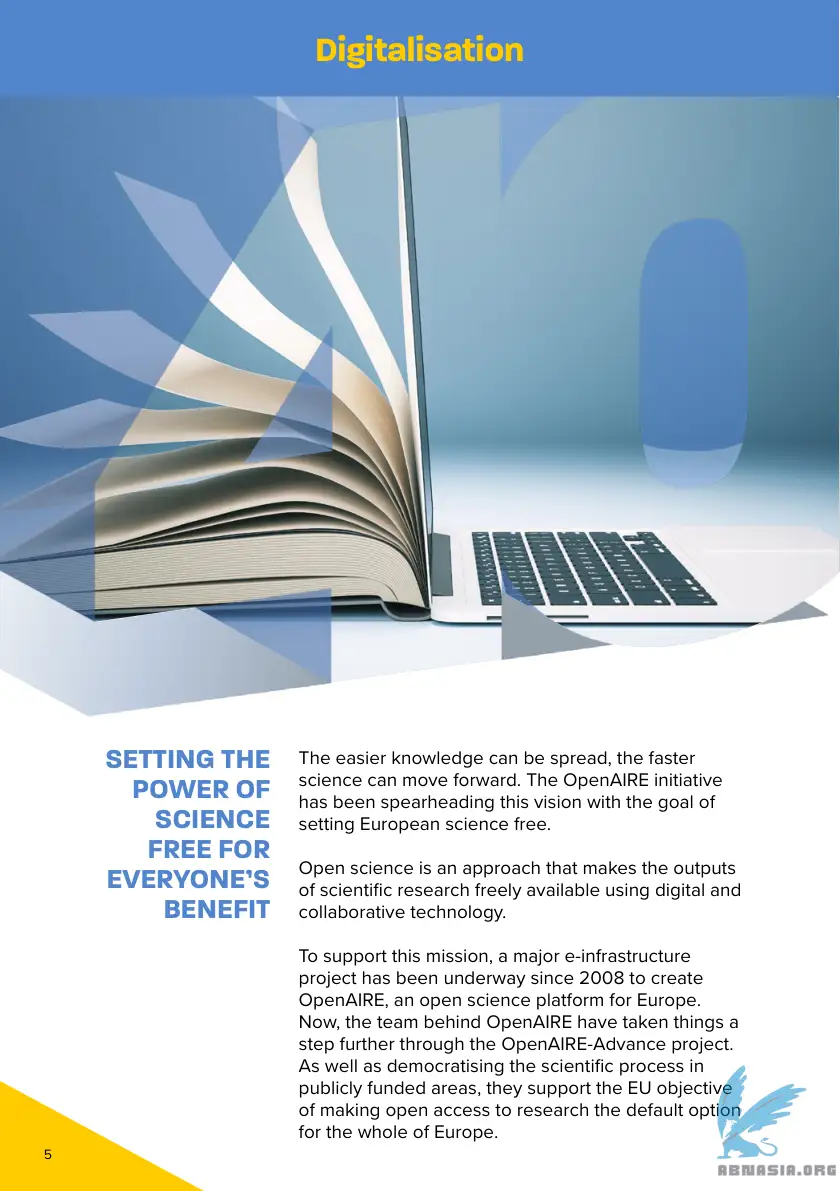 Digitalisation
SETTING THE
POWER OF
SCIENCE
FREE FOR
EVERYONE'S
BENEFIT
The easier knowledge can be spread, the faster
science can move forward. The OpenAIRE initiative
has been spearheading this vision with the goal of
setting European science free.
Open science is an approach that makes the outputs
of scientific research freely available using digital and
collaborative technology.
To support this mission, a major e-infrastructure
project has been underway since 2008 to create
OpenAIRE, an open science platform for Europe.
Now, the team behind OpenAIRE have taken things a
step further through the OpenAIRE-Advance project.
As well as democratising the scientific process in
publicly funded areas, they support the EU objective
of making open access to research the default option
for the whole of Europe.
5
ABNASIA.ORG